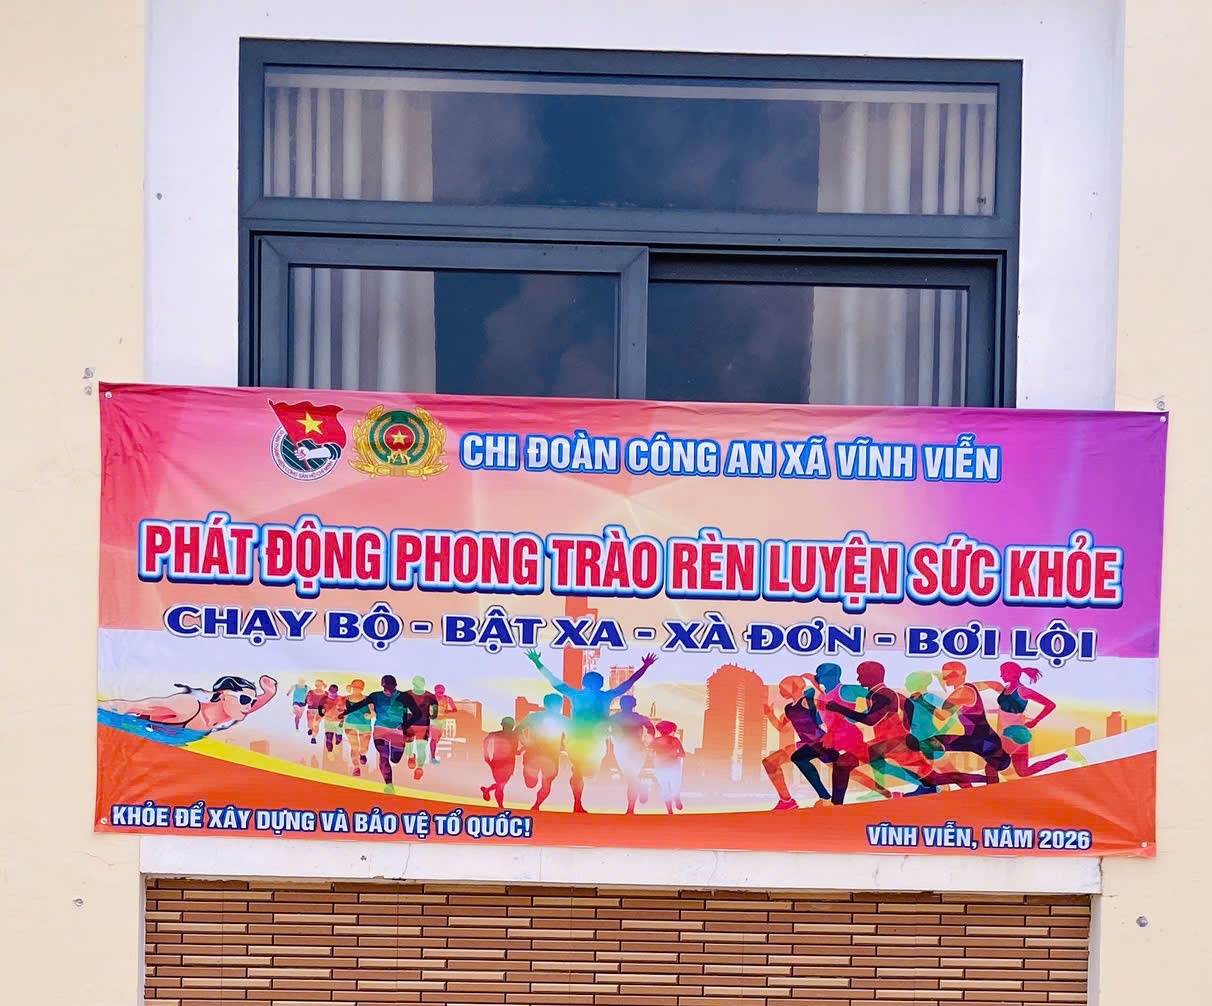 CHI ĐOÀN CÔNG AN XÃ VĨNH VIỄN
PHÁT ĐỘNG PHONG TRÀO RÈN LUYỆN SỨC KHỎE
CHẠY BỘ - BẬT XA - XÀ ĐƠN - BƠI LỘI
KHỎE ĐỂ XÂY DỰNG VÀ BẢO VỆ TỔ QUỐC!
VĨNH VIỄN, NĂM 2026